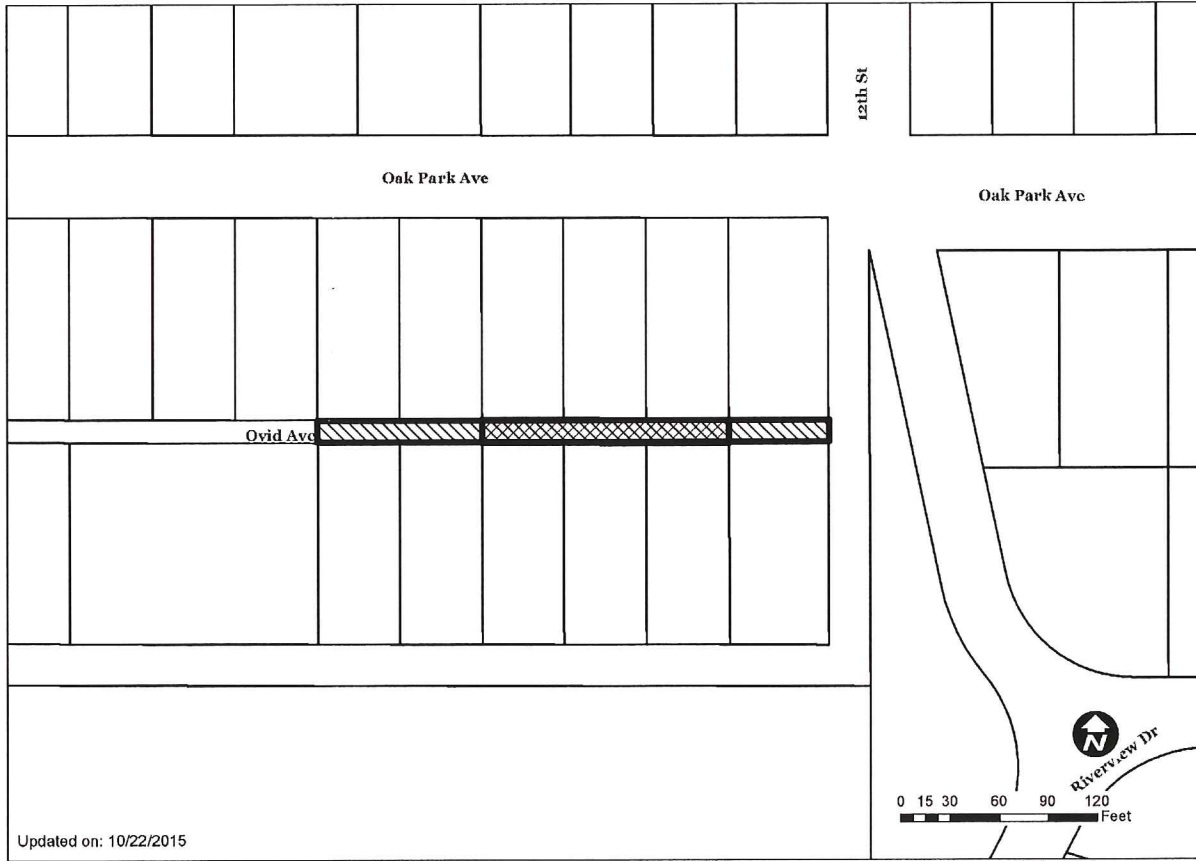 12th St
Oak Park Ave
Oak Park Ave
Ovid Ave
N
Riverview Dr
0 15 30 60 90 120
Feet
Updated on: 10/22/2015